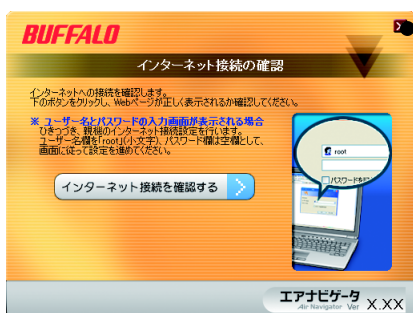 BUFFALO
インターネット接続の確認
インターネットへの接続を確認します。
下のボタンをクリックし、Webページが正しく表示されるか確認してください。
※ ユーザー名とパスワードの入力画面が表示される場合
ひきつづき、親機のインターネット接続設定を行います。
ユーザー名欄を「root」(小文字)、パスワード欄は空欄として、
画面に従って設定を進めてください。
root
パスワードを記
インターネット接続を確認する
エアナビゲータ
Air Navigator Ver X.XX